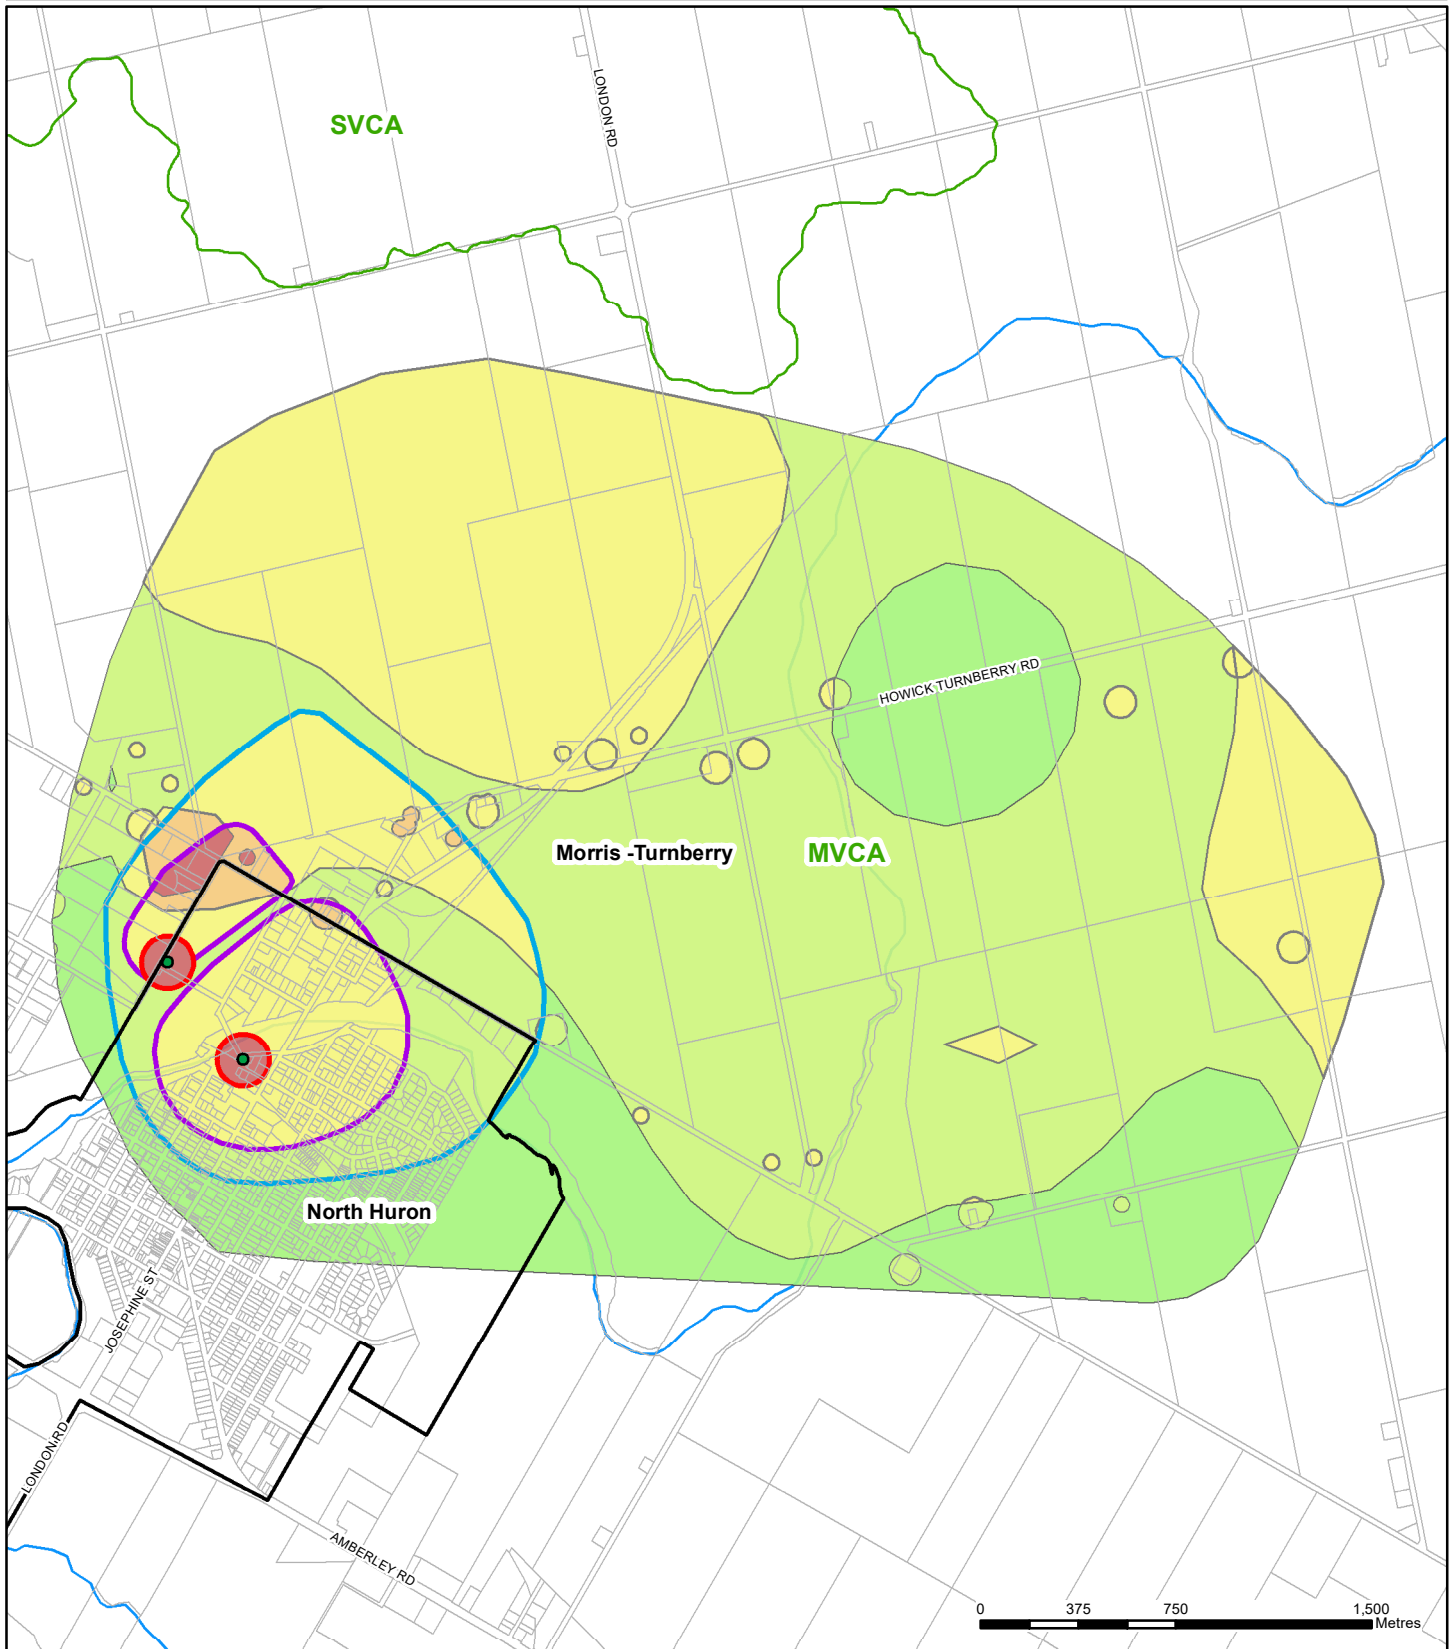 LONDON RD
SVCA
HOWICK TURNBERRY RD
Morris -Turnberry
MVCA
North Huron
JOSEPHINE ST
LONDON RD
AMBERLEY RD
0 375 750 1,500
Metres